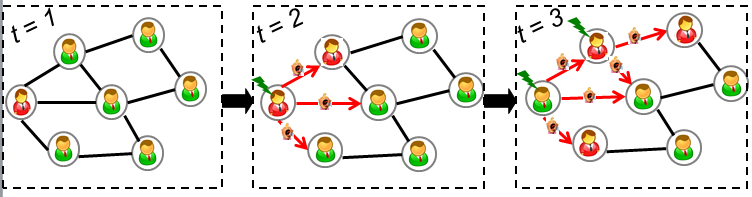 t = 1
t = 2
t = 3